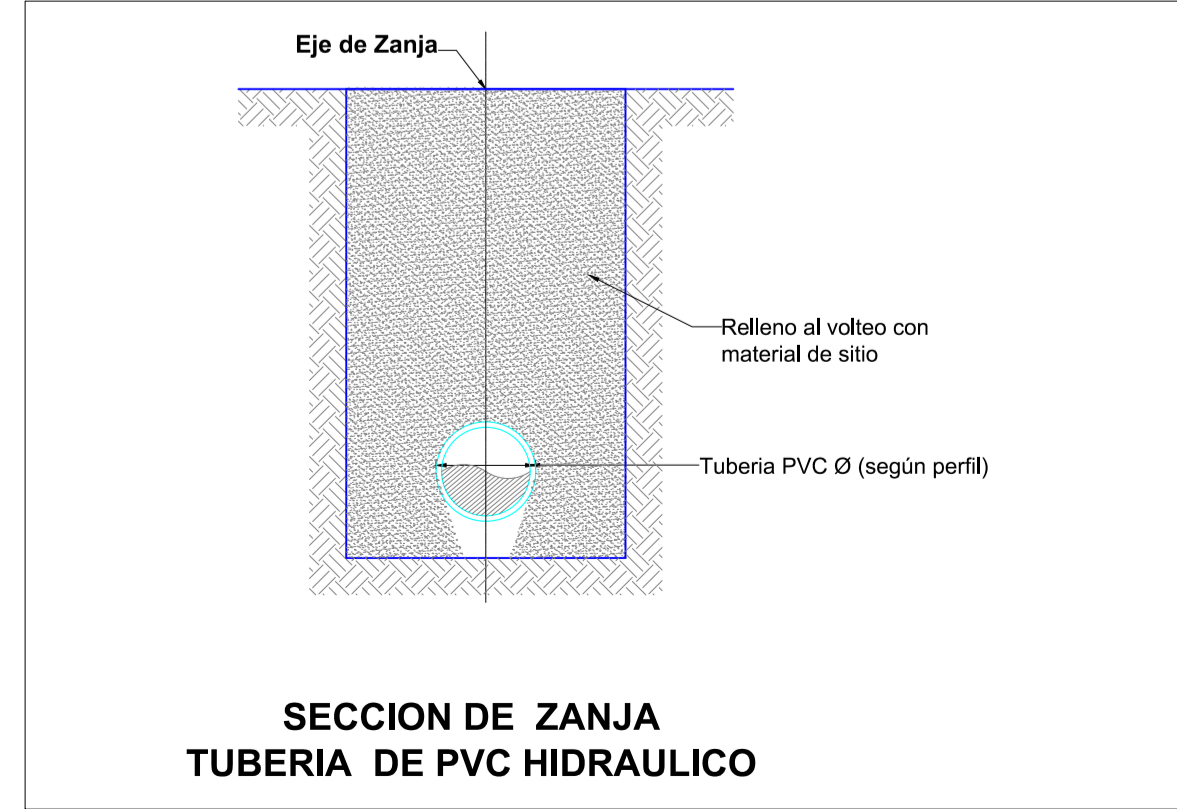 Eje de Zanja
Relleno al volteo con
material de sitio
Tuberia PVC Ø (según perfil)
SECCION DE ZANJA
TUBERIA DE PVC HIDRAULICO